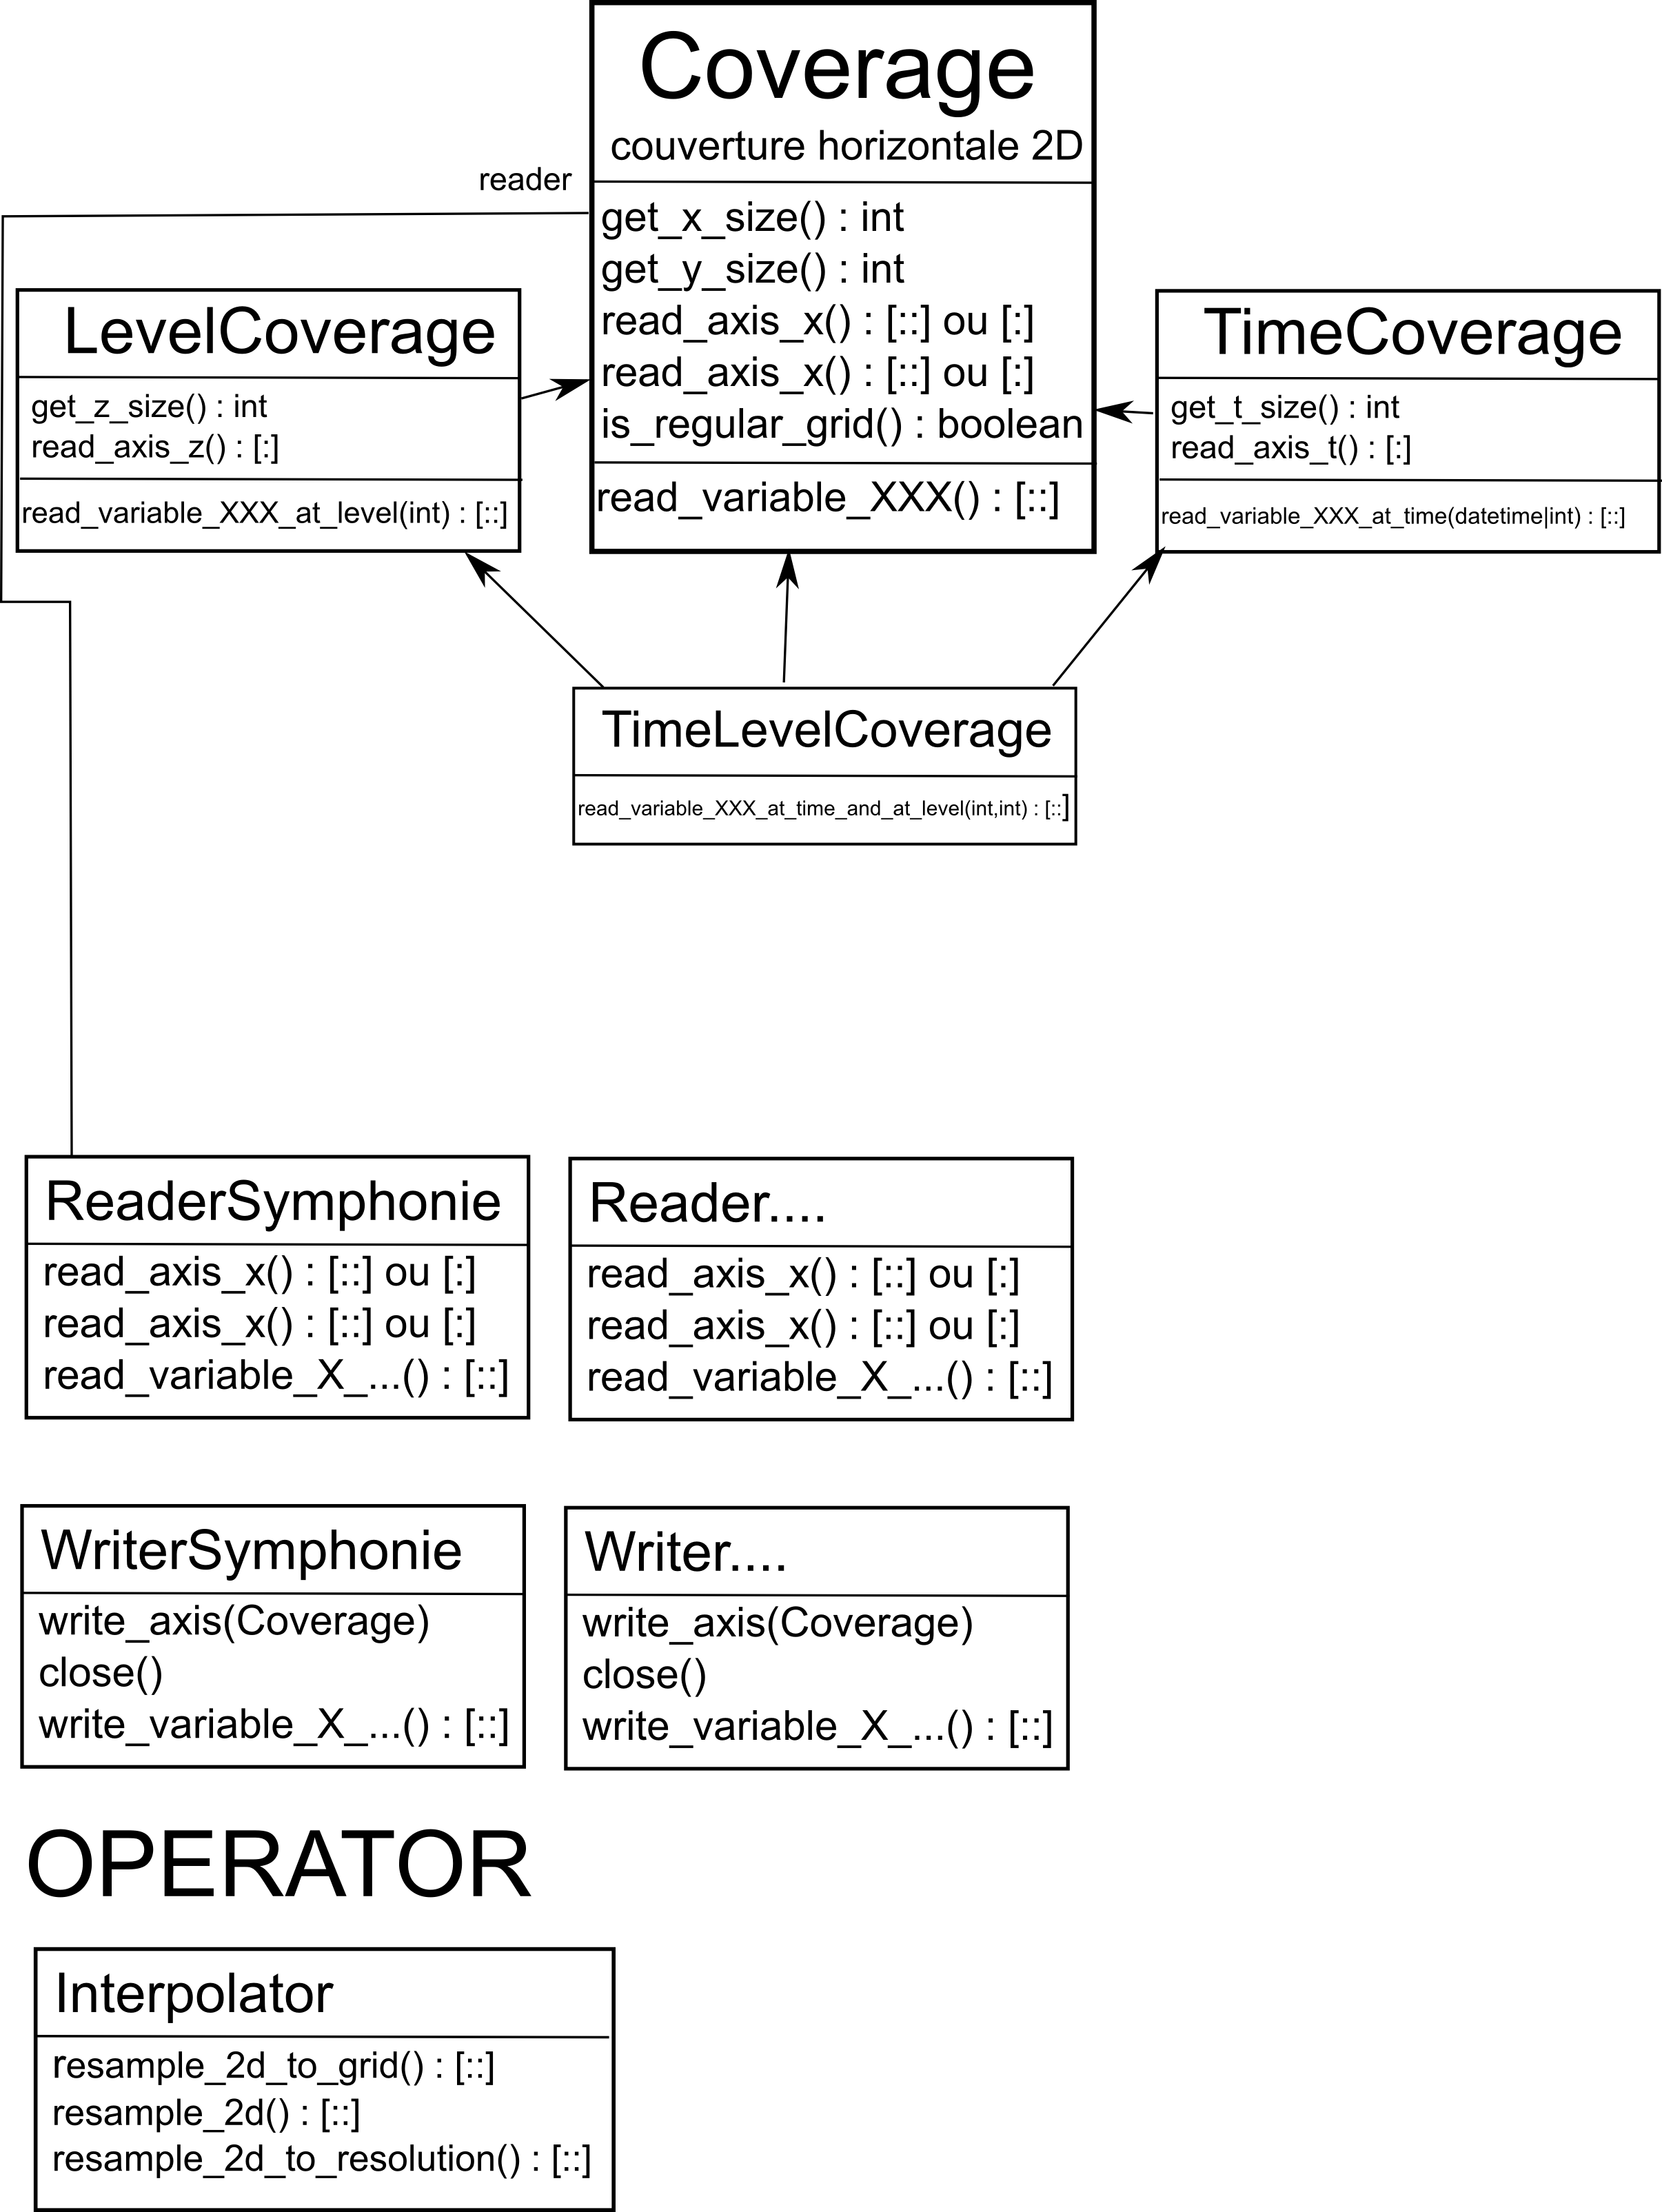 Coverage
couverture horizontale 2D
reader
get_x_size() : int
get_y_size() : int
read_axis_x() : [::] ou [:]
read_axis_x() : [::] ou [:]
is_regular_grid() : boolean
read_variable_XXX() : [::]
LevelCoverage
get_z_size() : int
read_axis_z() : [:]
read_variable_XXX_at_level(int) : [::]
TimeCoverage
get_t_size() : int
read_axis_t() : [:]
read_variable_XXX_at_time(datetime|int) : [::]
TimeLevelCoverage
read_variable_XXX_at_time_and_at_level(int,int) : [::]
ReaderSymphonie
read_axis_x() : [::] ou [:]
read_axis_x() : [::] ou [:]
read_variable_X_...() : [::]
Reader....
read_axis_x() : [::] ou [:]
read_axis_x() : [::] ou [:]
read_variable_X_...() : [::]
WriterSymphonie
write_axis(Coverage)
close()
write_variable_X_...() : [::]
Writer....
write_axis(Coverage)
close()
write_variable_X_...() : [::]
OPERATOR
Interpolator
resample_2d_to_grid() : [::]
resample_2d() : [::]
resample_2d_to_resolution() : [::]